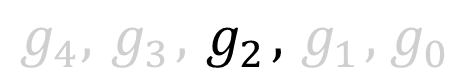 g₄, g₃, g₂, g₁, g₀